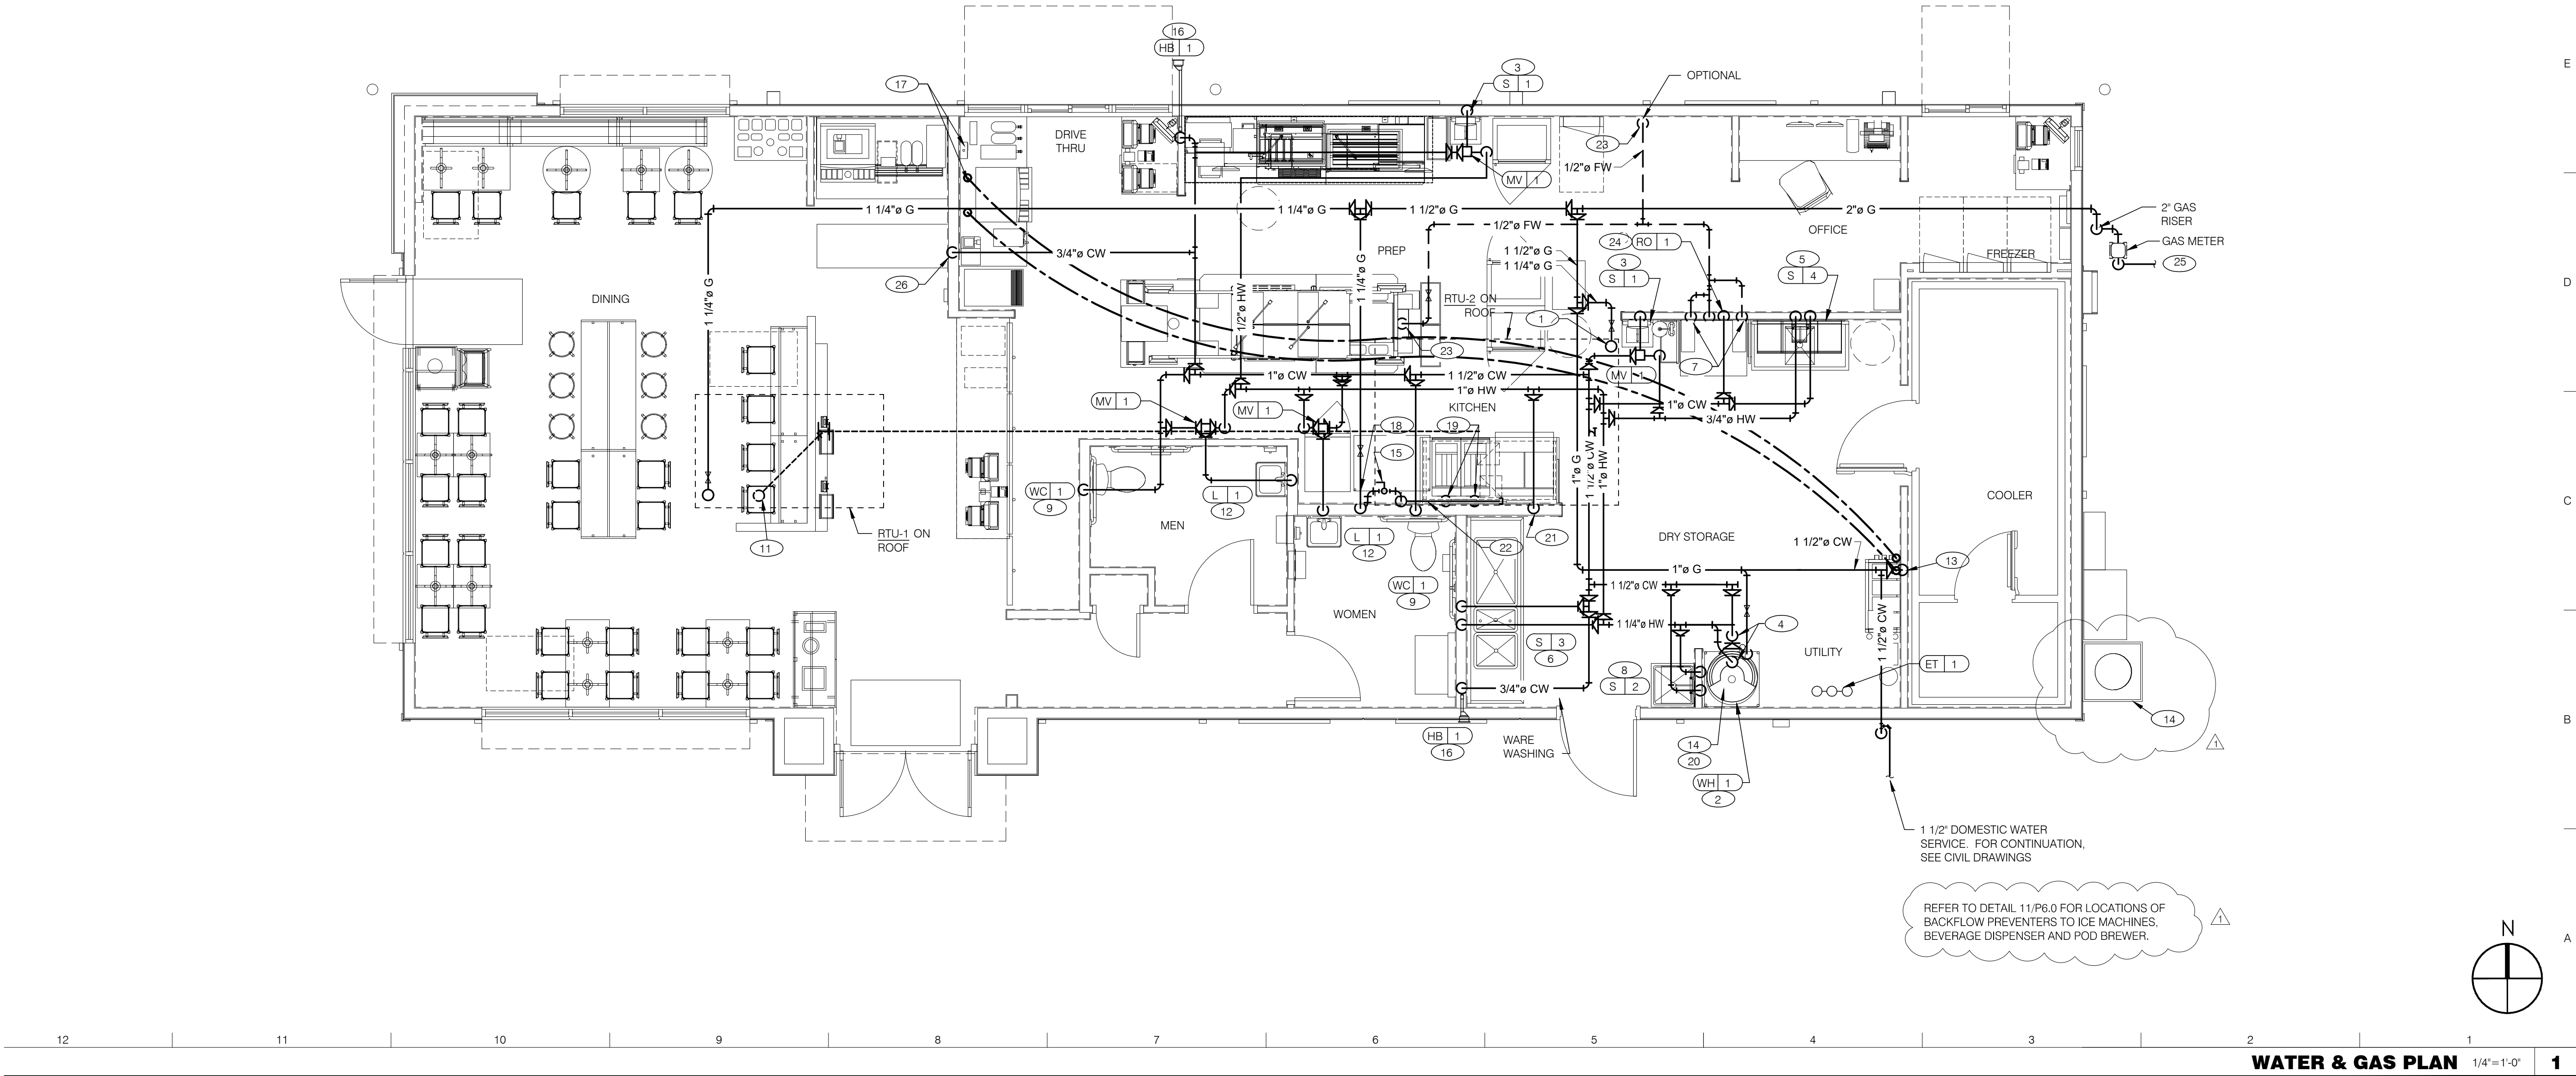 16
HB 1
E
3
S 1
OPTIONAL
17
DRIVE
THRU
23
1/2"ø FW
MV 1
1 1/4"ø G
1 1/4"ø G
1 1/2"ø G
2"ø G
2" GAS
RISER
1/2"ø FW
OFFICE
24
RO 1
GAS METER
PREP
1 1/2"ø G
3/4"ø CW
3
5
FREEZER
25
1 1/4"ø G
S 1
S 4
26
D
1 1/4"ø G
1 1/4"ø G
DINING
RTU-2 ON
ROOF
1/2"ø HW
1
23
7
1"ø CW
1 1/2"ø CW
MV 1
1"ø HW
MV 1
MV 1
KITCHEN
1"ø CW
3/4"ø HW
18
19
15
1"ø G
1 1/2"ø CW
1"ø HW
WC 1
9
L 1
12
COOLER
C
MEN
RTU-1 ON
ROOF
11
L 1
12
22
21
DRY STORAGE
1 1/2"ø CW
13
1"ø G
WC 1
9
1 1/2"ø CW
WOMEN
1 1/4"ø HW
4
1 1/2"ø CW
S 3
6
UTILITY
ET 1
8
S 2
3/4"ø CW
14
HB 1
16
WARE
WASHING
14
20
B
1
WH 1
2
1 1/2" DOMESTIC WATER
SERVICE. FOR CONTINUATION,
SEE CIVIL DRAWINGS
REFER TO DETAIL 11/P6.0 FOR LOCATIONS OF
BACKFLOW PREVENTERS TO ICE MACHINES,
BEVERAGE DISPENSER AND POD BREWER.
1
N
A
12 11 10 9 8 7 6 5 4 3 2 1
WATER & GAS PLAN 1/4"=1'-0" 1